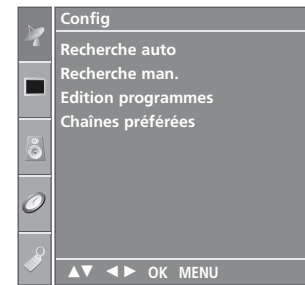 Config
Recherche auto
Recherche man.
Edition programmes
Chaînes préférées
▲▼ ◄► OK MENU